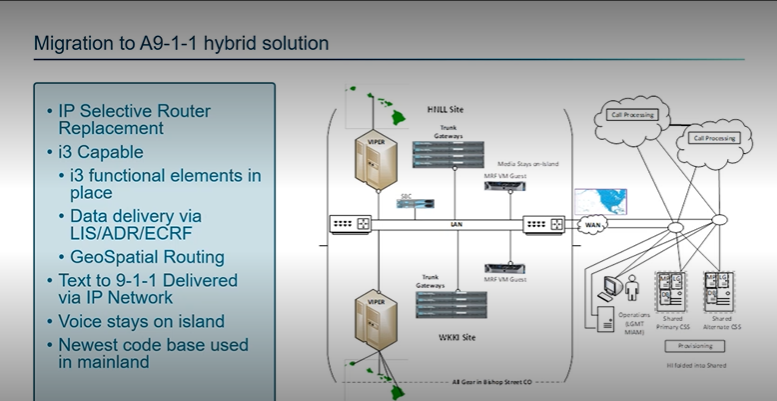 Migration to A9-1-1 hybrid solution
• IP Selective Router
Replacement
• i3 Capable
• i3 functional elements in
place
• Data delivery via
LIS/ADR/ECRF
• GeoSpatial Routing
• Text to 9-1-1 Delivered
via IP Network
• Voice stays on island
• Newest code base used
in mainland
HTILL Site
Trunk
Gateways
VIPER
Media Stays on-Island
MRF VM Guest
SBC
LAN
WAN
Call Processing
Call Processing
Trunk
Gateways
MRF VM Guest
VIPER
WKKI Site
All Gear in Bishop Street CO
Operations
(LGMT
MIAM)
Shared
Primary CSS
Shared
Alternate CSS
Provisioning
HI folded into Shared